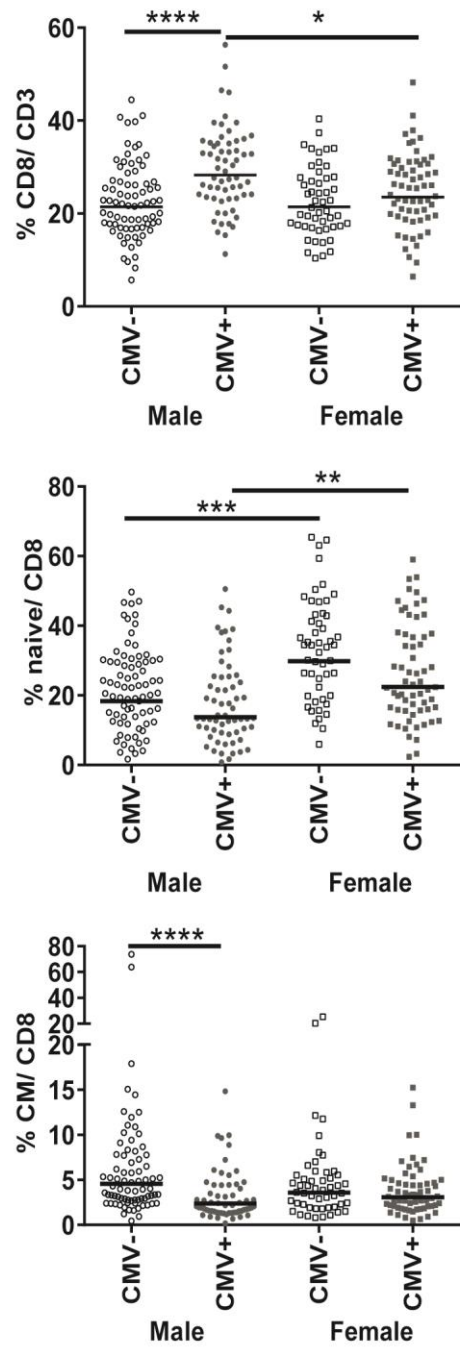 **** *
60
40
20
0
% CD8/ CD3
CMV- CMV+ CMV- CMV+
Male Female
**
***
80
60
40
20
0
% naive/ CD8
CMV- CMV+ CMV- CMV+
Male Female
****
80
60
40
20
20
15
10
5
0
% CM/ CD8
CMV- CMV+ CMV- CMV+
Male Female